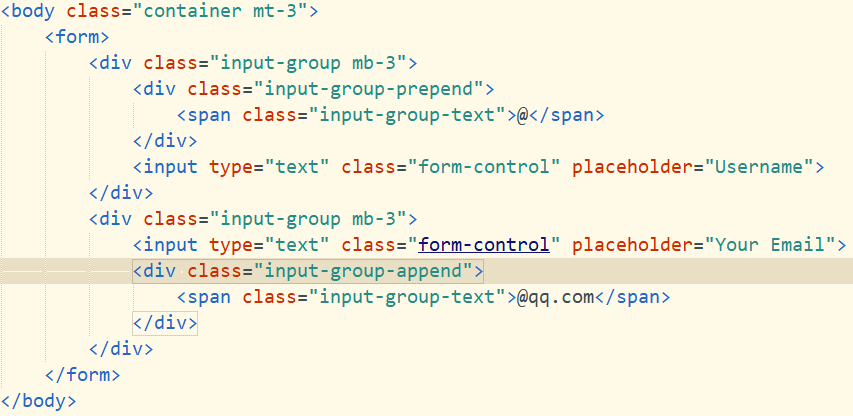 <body class="container mt-3">
    <form>
        <div class="input-group mb-3">
            <div class="input-group-prepend">
                <span class="input-group-text">@</span>
            </div>
            <input type="text" class="form-control" placeholder="Username">
        </div>
        <div class="input-group mb-3">
            <input type="text" class="form-control" placeholder="Your Email">
            <div class="input-group-append">
                <span class="input-group-text">@qq.com</span>
            </div>
        </div>
    </form>
</body>